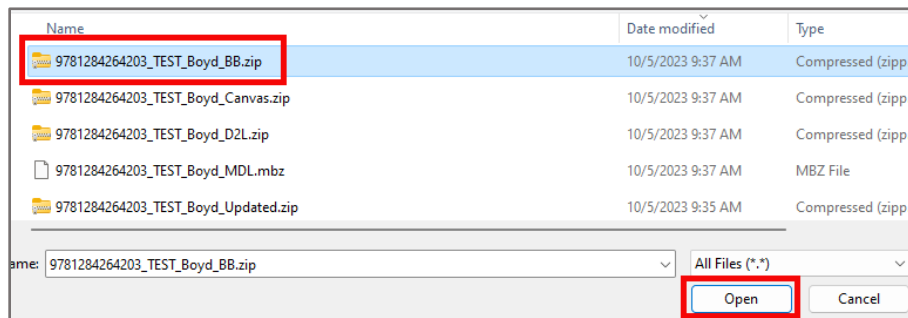 Name Date modified Type
9781284264203_TEST_Boyd_BB.zip 10/5/2023 9:37 AM Compressed (zipp
9781284264203_TEST_Boyd_Canvas.zip 10/5/2023 9:37 AM Compressed (zipp
9781284264203_TEST_Boyd_D2L.zip 10/5/2023 9:37 AM Compressed (zipp
9781284264203_TEST_Boyd_MDL.mbz 10/5/2023 9:37 AM MBZ File
9781284264203_TEST_Boyd_Updated.zip 10/5/2023 9:35 AM Compressed (zipp
ame: 9781284264203_TEST_Boyd_BB.zip All Files (*.*)
Open Cancel